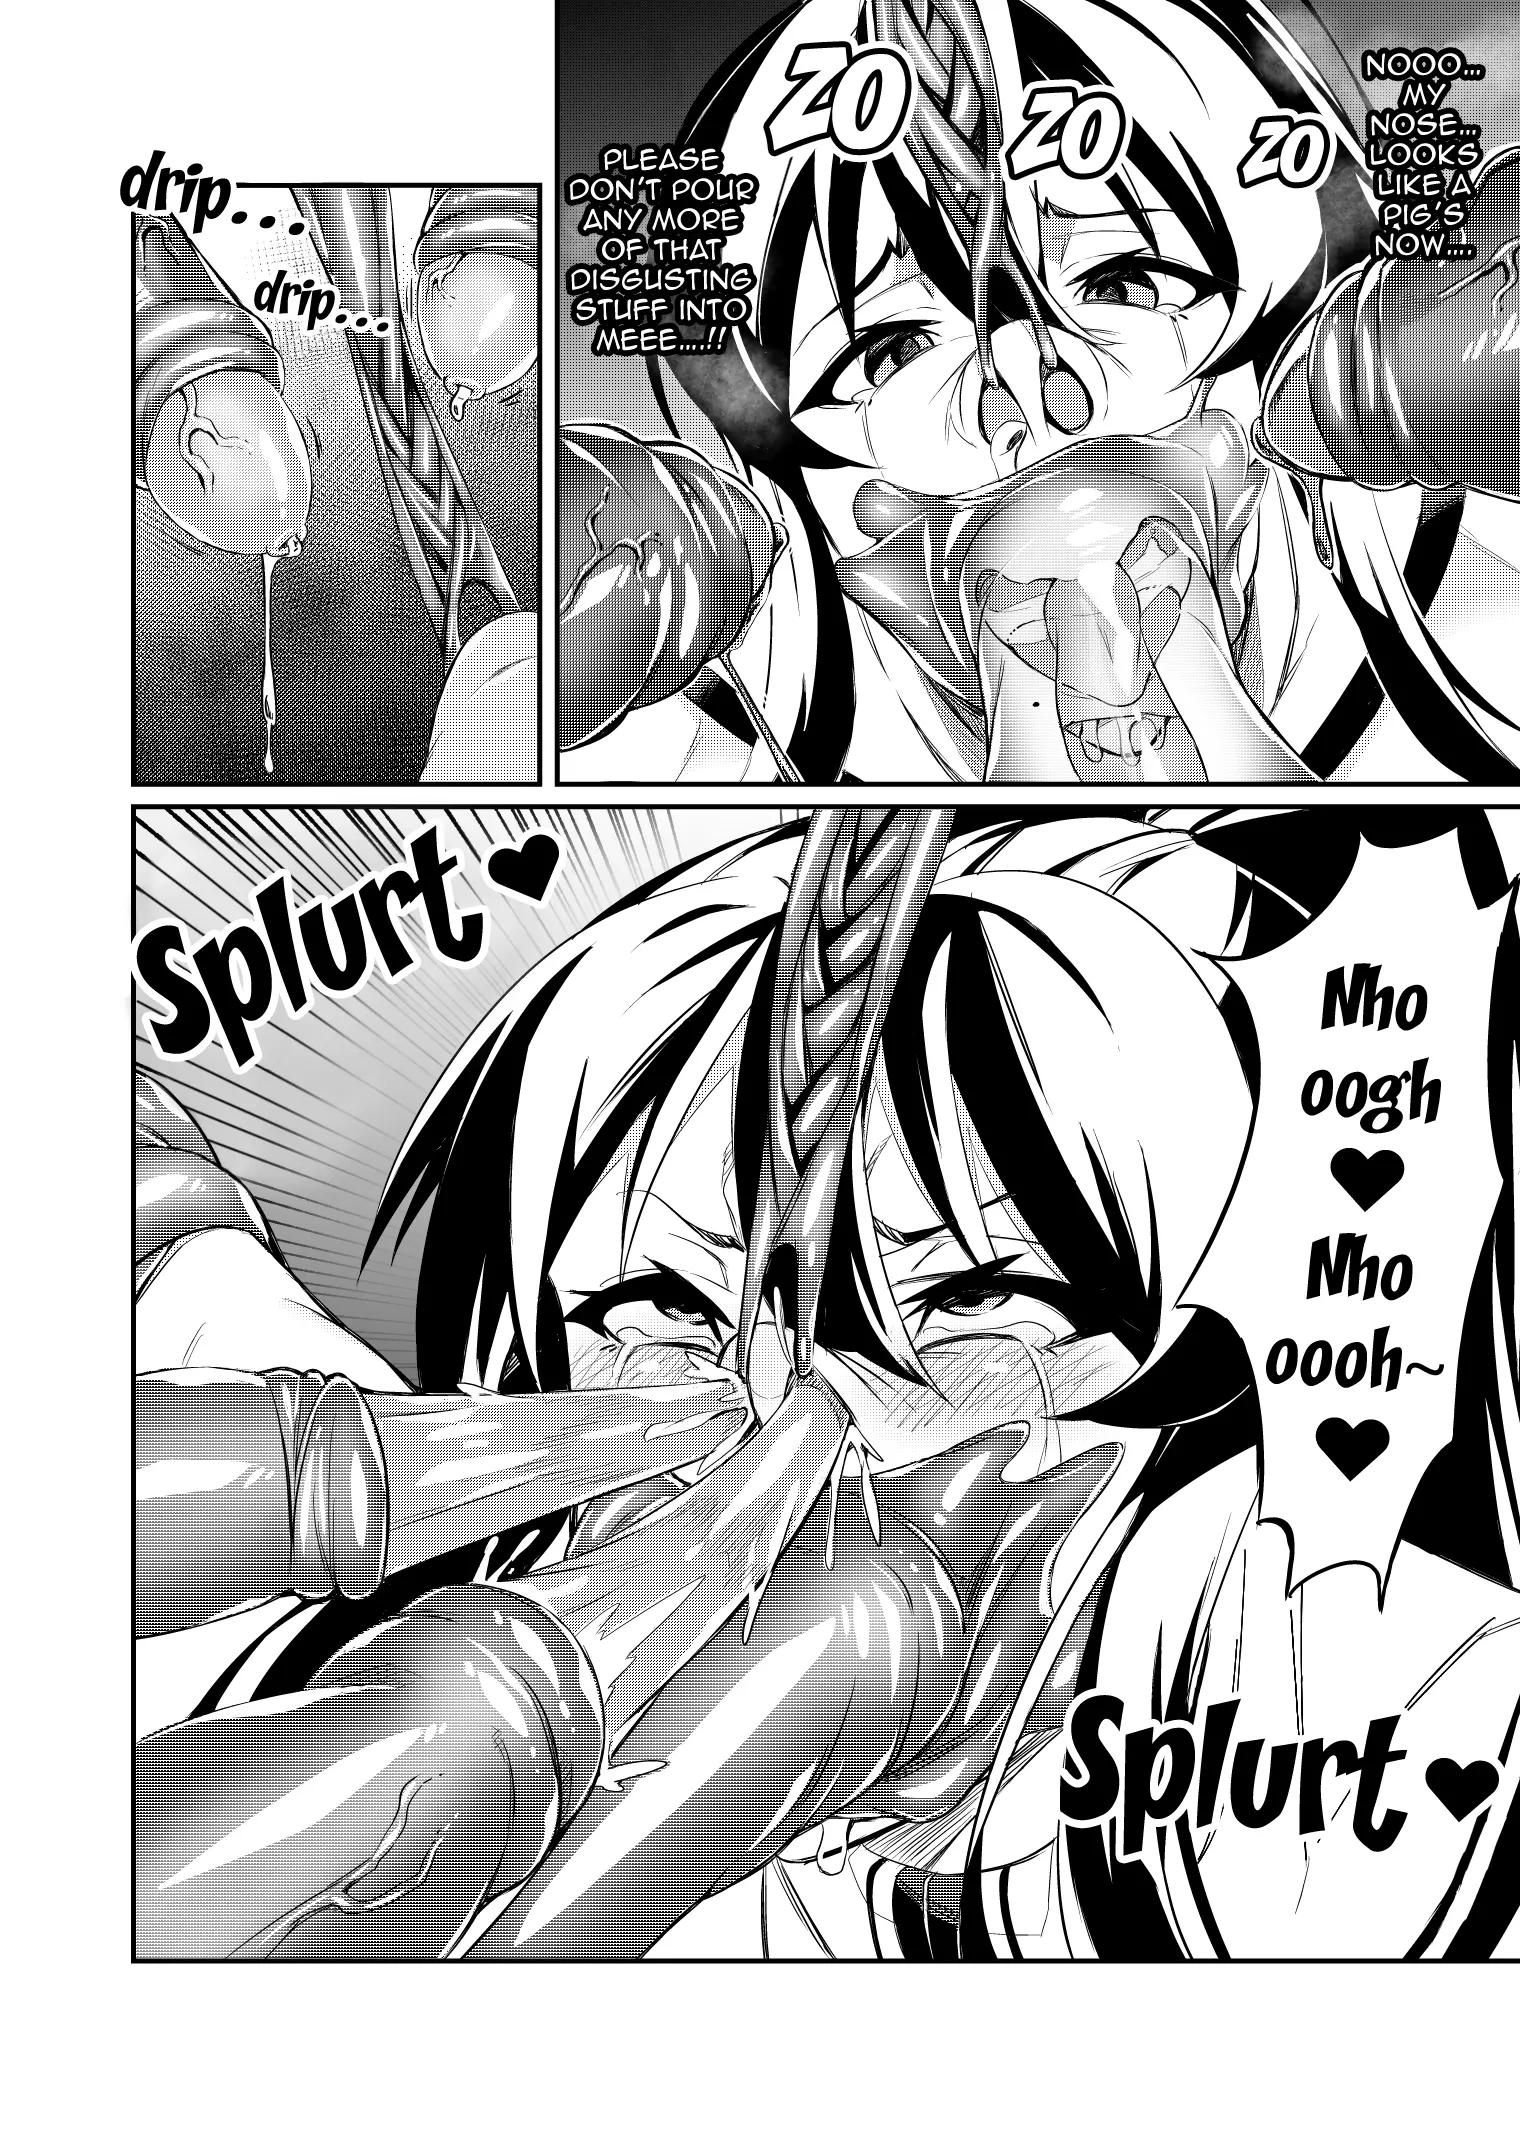 NOOO...
MY
NOSE...
LOOKS
LIKE A
PIG'S
NOW....
ZO
ZO
ZO
PLEASE
DON'T POUR
ANY MORE
OF THAT
DISGUSTING
STUFF INTO
MEEE....!!
drip...
drip...
Nho
oogh
♥
Nho
oooh~
♥
Splurt ♥
Splurt ♥